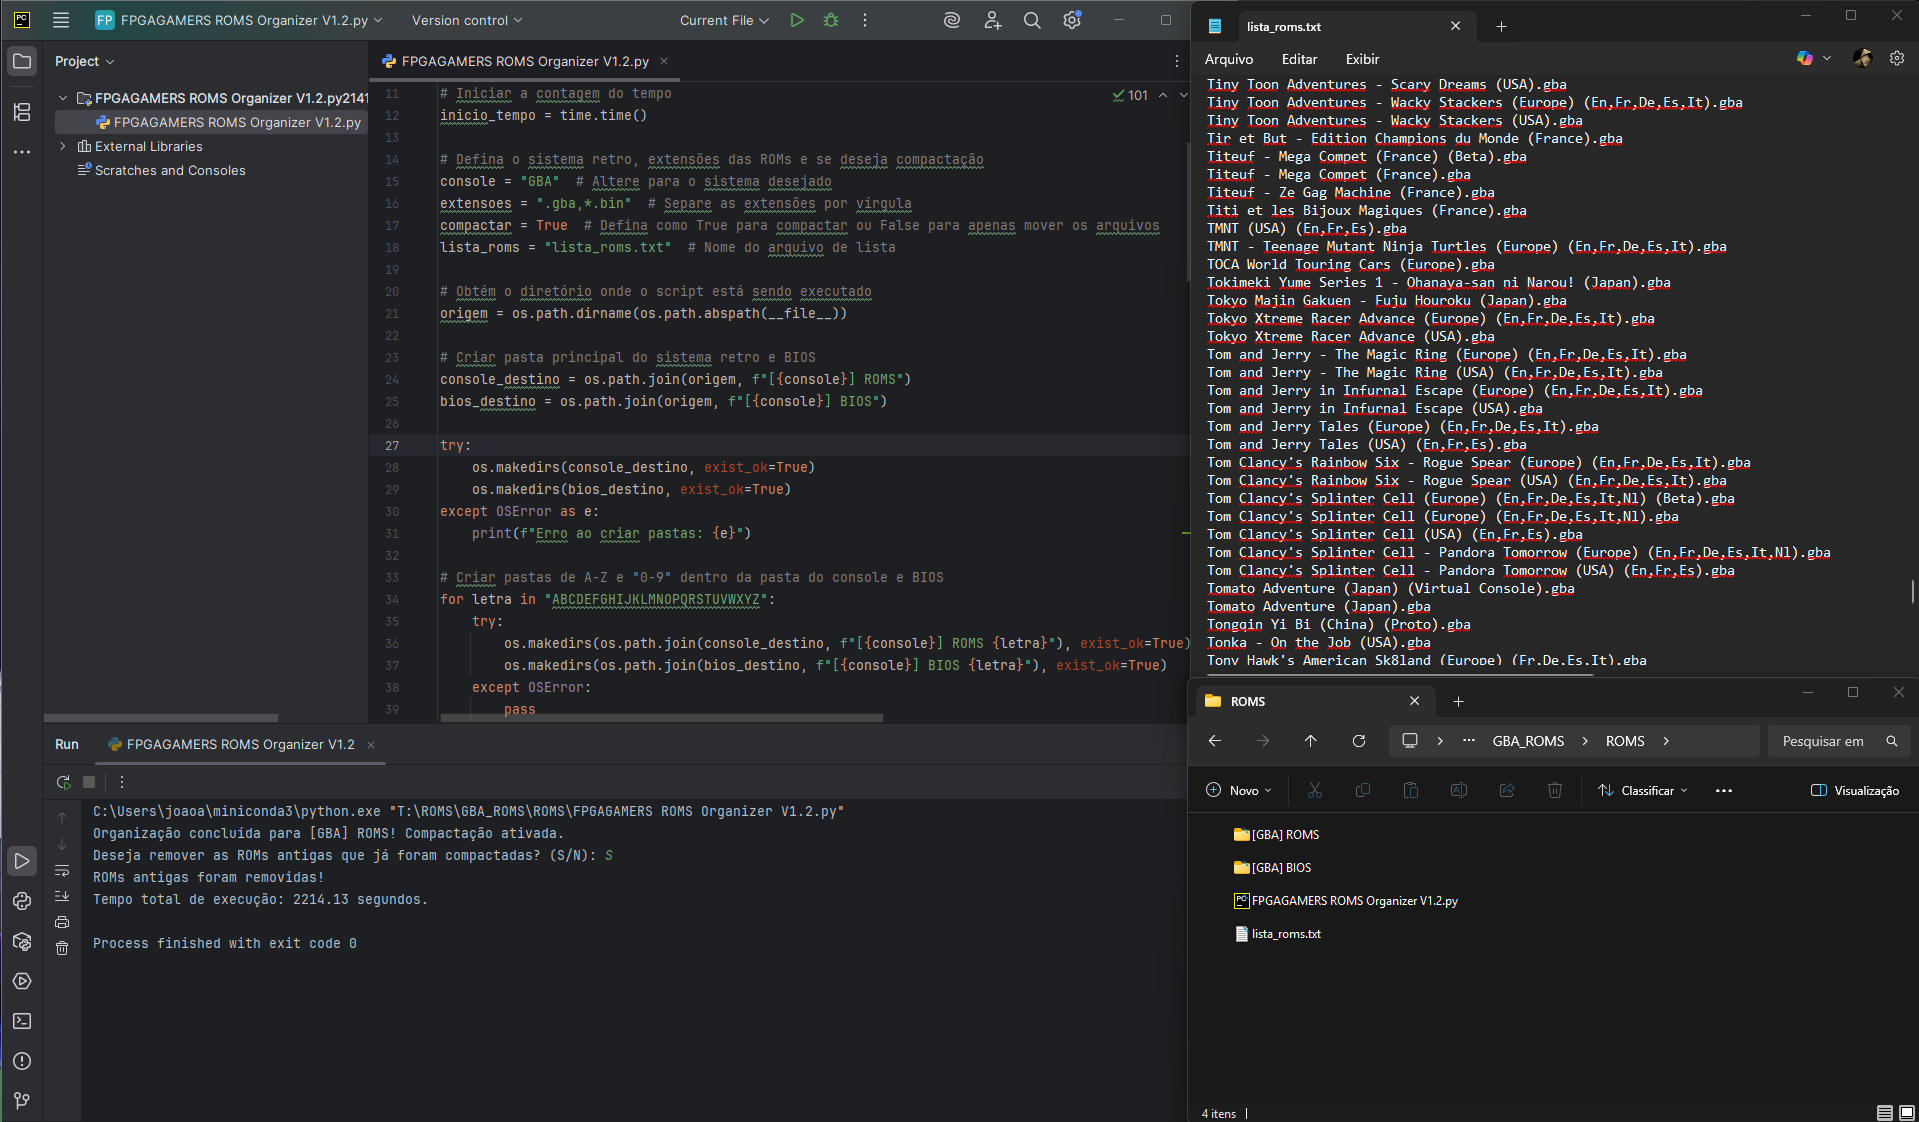 FP FPGAGAMERS ROMS Organizer V1.2.py
Version control
Current File
Project
FPGAGAMERS ROMS Organizer V1.2.py2141
FPGAGAMERS ROMS Organizer V1.2.py
External Libraries
Scratches and Consoles
FPGAGAMERS ROMS Organizer V1.2.py
101
11 # Iniciar a contagem do tempo
12 inicio_tempo = time.time()
13
14 # Defina o sistema retro, extensões das ROMs e se deseja compactação
15 console = "GBA"  # Altere para o sistema desejado
16 extensoes = ".gba,*.bin"  # Separe as extensões por vírgula
17 compactar = True  # Defina como True para compactar ou False para apenas mover os arquivos
18 lista_roms = "lista_roms.txt"  # Nome do arquivo de lista
19
20 # Obtém o diretório onde o script está sendo executado
21 origem = os.path.dirname(os.path.abspath(__file__))
22
23 # Criar pasta principal do sistema retro e BIOS
24 console_destino = os.path.join(origem, f"[{console}] ROMS")
25 bios_destino = os.path.join(origem, f"[{console}] BIOS")
26
27 try:
28 os.makedirs(console_destino, exist_ok=True)
29 os.makedirs(bios_destino, exist_ok=True)
30 except OSError as e:
31 print(f"Erro ao criar pastas: {e}")
32
33 # Criar pastas de A-Z e "0-9" dentro da pasta do console e BIOS
34 for letra in "ABCDEFGHIJKLMNOPQRSTUVWXYZ":
35 try:
36 os.makedirs(os.path.join(console_destino, f"[{console}] ROMS {letra}"), exist_ok=True)
37 os.makedirs(os.path.join(bios_destino, f"[{console}] BIOS {letra}"), exist_ok=True)
38 except OSError:
39 pass
Run
FPGAGAMERS ROMS Organizer V1.2
C:\Users\joaoa\miniconda3\python.exe "T:\ROMS\GBA_ROMS\ROMS\FPGAGAMERS ROMS Organizer V1.2.py"
Organização concluída para [GBA] ROMS! Compactação ativada.
Deseja remover as ROMs antigas que já foram compactadas? (S/N): S
ROMs antigas foram removidas!
Tempo total de execução: 2214.13 segundos.
Process finished with exit code 0
lista_roms.txt
Arquivo
Editar
Exibir
Tiny Toon Adventures - Scary Dreams (USA).gba
Tiny Toon Adventures - Wacky Stackers (Europe) (En,Fr,De,Es,It).gba
Tiny Toon Adventures - Wacky Stackers (USA).gba
Tir et But - Edition Champions du Monde (France).gba
Titeuf - Mega Compet (France) (Beta).gba
Titeuf - Mega Compet (France).gba
Titeuf - Ze Gag Machine (France).gba
Titi et les Bijoux Magiques (France).gba
TMNT (USA) (En,Fr,Es).gba
TMNT - Teenage Mutant Ninja Turtles (Europe) (En,Fr,De,Es,It).gba
TOCA World Touring Cars (Europe).gba
Tokimeki Yume Series 1 - Ohanaya-san ni Narou! (Japan).gba
Tokyo Majin Gakuen - Fuju Houroku (Japan).gba
Tokyo Xtreme Racer Advance (Europe) (En,Fr,De,Es,It).gba
Tokyo Xtreme Racer Advance (USA).gba
Tom and Jerry - The Magic Ring (Europe) (En,Fr,De,Es,It).gba
Tom and Jerry - The Magic Ring (USA) (En,Fr,De,Es,It).gba
Tom and Jerry in Infurnal Escape (Europe) (En,Fr,De,Es,It).gba
Tom and Jerry in Infurnal Escape (USA).gba
Tom and Jerry Tales (Europe) (En,Fr,De,Es,It).gba
Tom and Jerry Tales (USA) (En,Fr,Es).gba
Tom Clancy's Rainbow Six - Rogue Spear (Europe) (En,Fr,De,Es,It).gba
Tom Clancy's Rainbow Six - Rogue Spear (USA) (En,Fr,De,Es,It).gba
Tom Clancy's Splinter Cell (Europe) (En,Fr,De,Es,It,Nl) (Beta).gba
Tom Clancy's Splinter Cell (Europe) (En,Fr,De,Es,It,Nl).gba
Tom Clancy's Splinter Cell (USA) (En,Fr,Es).gba
Tom Clancy's Splinter Cell - Pandora Tomorrow (Europe) (En,Fr,De,Es,It,Nl).gba
Tom Clancy's Splinter Cell - Pandora Tomorrow (USA) (En,Fr,Es).gba
Tomato Adventure (Japan) (Virtual Console).gba
Tomato Adventure (Japan).gba
Tongqin Yi Bi (China) (Proto).gba
Tonka - On the Job (USA).gba
Tony Hawk's American Sk8land (Europe) (Fr,De,Es,It).gba
ROMS
GBA_ROMS
ROMS
Pesquisar em
Novo
Classificar
Visualização
[GBA] ROMS
[GBA] BIOS
FPGAGAMERS ROMS Organizer V1.2.py
lista_roms.txt
4 itens